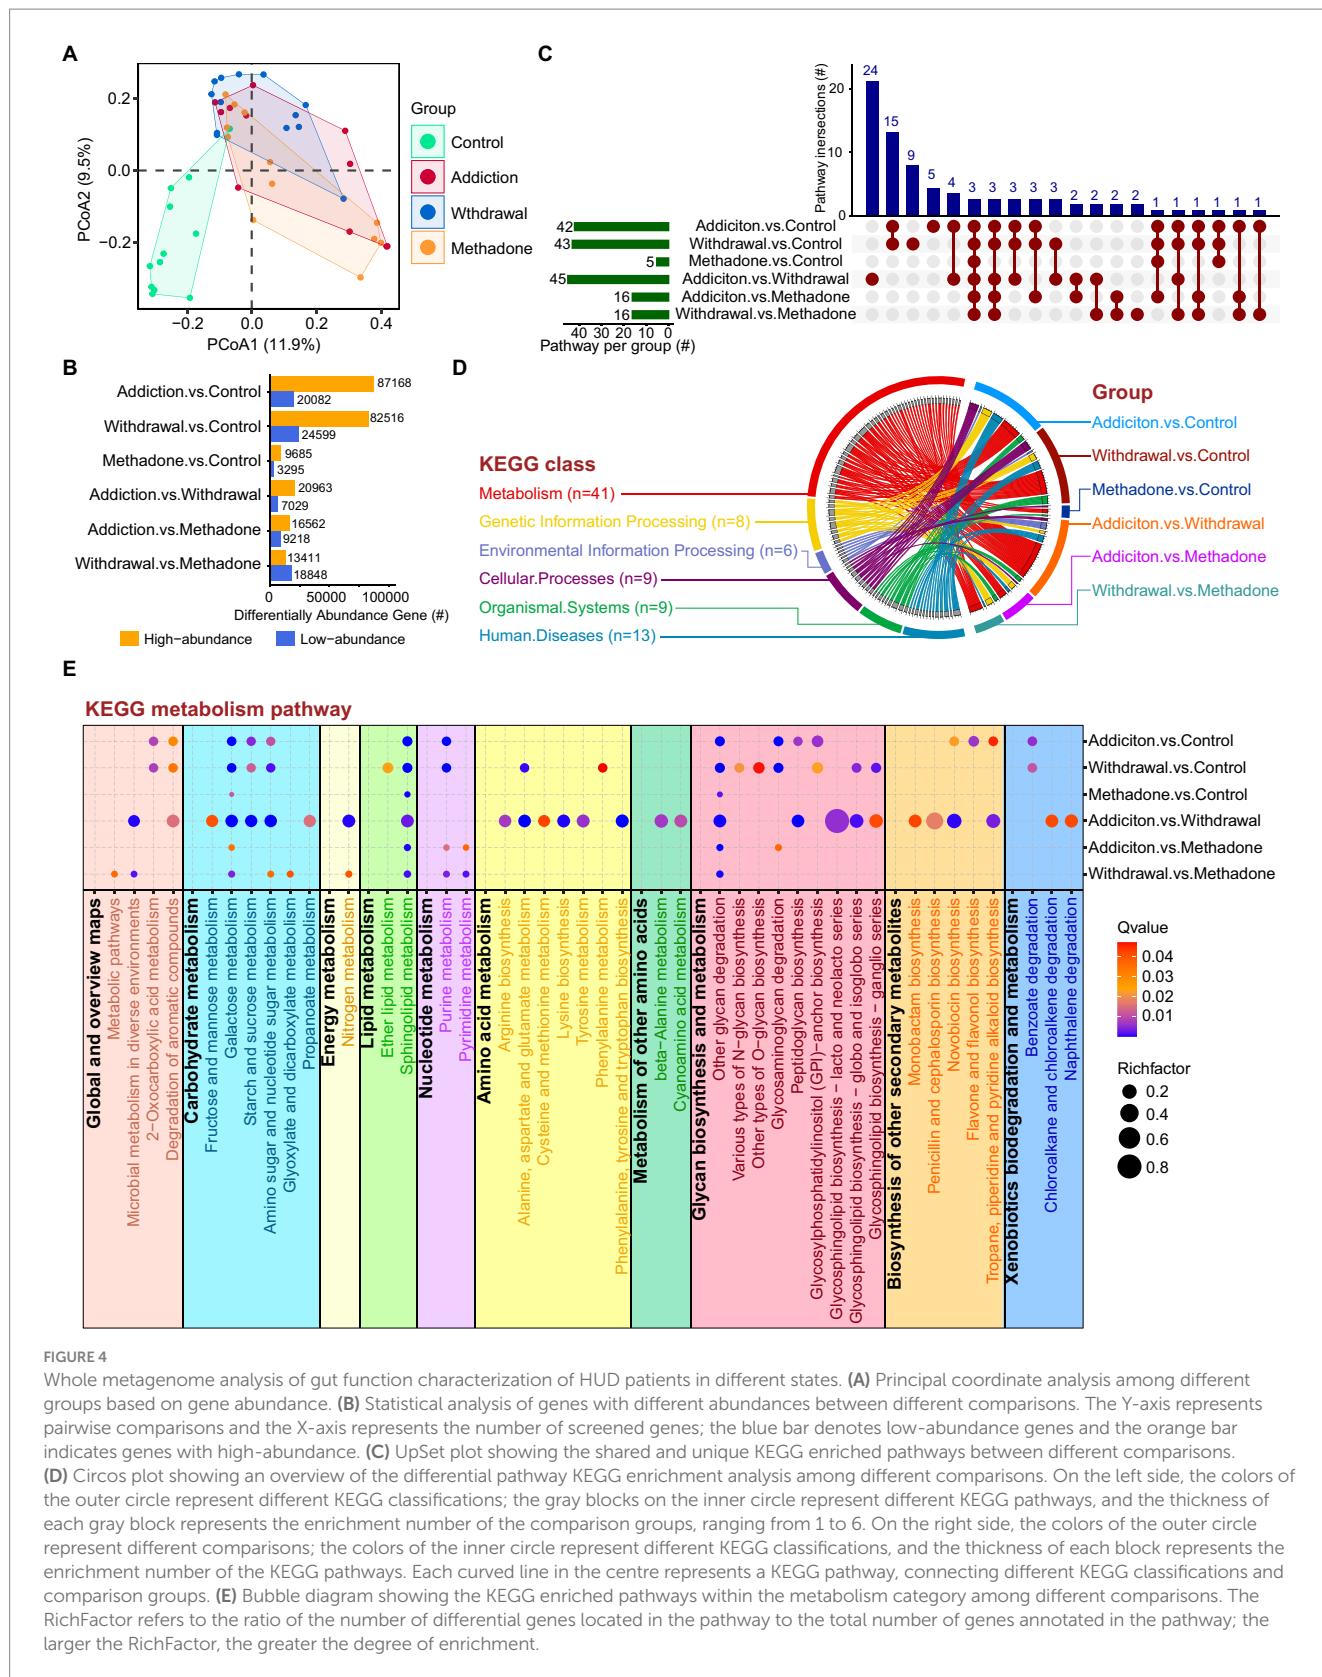 A
0.2
0.0
−0.2
PCoA2 (9.5%)
−0.2
0.0
0.2
0.4
PCoA1 (11.9%)
Group
Control
Addiction
Wthdrawal
Methadone
B
Addiction.vs.Control
87168
20082
Withdrawal.vs.Control
82516
24599
Methadone.vs.Control
9685
3295
Addiction.vs.Withdrawal
20963
7029
Addiction.vs.Methadone
16562
9218
Withdrawal.vs.Methadone
13411
18848
0
50000
100000
Differentially Abundance Gene (#)
High−abundance
Low−abundance
C
Pathway inersections (#)
20
10
0
24
15
9
5
4
3
3
3
3
3
2
2
2
2
1
1
1
1
1
1
42
Addiciton.vs.Control
43
Withdrawal.vs.Control
5
Methadone.vs.Control
45
Addiciton.vs.Withdrawal
16
Addiciton.vs.Methadone
16
Withdrawal.vs.Methadone
40 30 20 10 0
Pathway per group (#)
D
KEGG class
Metabolism (n=41)
Genetic Information Processing (n=8)
Environmental Information Processing (n=6)
Cellular.Processes (n=9)
Organismal.Systems (n=9)
Human.Diseases (n=13)
Group
Addiciton.vs.Control
Withdrawal.vs.Control
Methadone.vs.Control
Addiciton.vs.Withdrawal
Addiciton.vs.Methadone
Withdrawal.vs.Methadone
E
KEGG metabolism pathway
Addiciton.vs.Control
Withdrawal.vs.Control
Methadone.vs.Control
Addiciton.vs.Withdrawal
Addiciton.vs.Methadone
Withdrawal.vs.Methadone
Global and overview maps
Metabolic pathways
Microbial metabolism in diverse environments
2−Oxocarboxylic acid metabolism
Degradation of aromatic compounds
Carbohydrate metabolism
Fructose and mannose metabolism
Galactose metabolism
Starch and sucrose metabolism
Amino sugar and nucleotide sugar metabolism
Glyoxylate and dicarboxylate metabolism
Propanoate metabolism
Energy metabolism
Nitrogen metabolism
Lipid metabolism
Ether lipid metabolism
Sphingolipid metabolism
Nucleotide metabolism
Purine metabolism
Pyrimidine metabolism
Amino acid metabolism
Arginine biosynthesis
Alanine, aspartate and glutamate metabolism
Cysteine and methionine metabolism
Lysine biosynthesis
Tyrosine metabolism
Phenylalanine metabolism
Phenylalanine, tyrosine and tryptophan biosynthesis
Metabolism of other amino acids
beta−Alanine metabolism
Cyanoamino acid metabolism
Glycan biosynthesis and metabolism
Other glycan degradation
Various types of N−glycan biosynthesis
Other types of O−glycan biosynthesis
Glycosaminoglycan degradation
Peptidoglycan biosynthesis
Glycosylphosphatidylinositol (GPI)−anchor biosynthesis
Glycosphingolipid biosynthesis − lacto and neolacto series
Glycosphingolipid biosynthesis − globo and isoglobo series
Glycosphingolipid biosynthesis − ganglio series
Biosynthesis of other secondary metabolites
Monobactam biosynthesis
Penicillin and cephalosporin biosynthesis
Novobiocin biosynthesis
Flavone and flavonol biosynthesis
Tropane, piperidine and pyridine alkaloid biosynthesis
Xenobiotics biodegradation and metabolism
Benzoate degradation
Chloroalkane and chloroalkene degradation
Naphthalene degradation
Qvalue
0.04
0.03
0.02
0.01
Richfactor
0.2
0.4
0.6
0.8
FIGURE 4
Whole metagenome analysis of gut function characterization of HUD patients in different states. (A) Principal coordinate analysis among different
groups based on gene abundance. (B) Statistical analysis of genes with different abundances between different comparisons. The Y-axis represents
pairwise comparisons and the X-axis represents the number of screened genes; the blue bar denotes low-abundance genes and the orange bar
indicates genes with high-abundance. (C) UpSet plot showing the shared and unique KEGG enriched pathways between different comparisons.
(D) Circos plot showing an overview of the differential pathway KEGG enrichment analysis among different comparisons. On the left side, the colors of
the outer circle represent different KEGG classifications; the gray blocks on the inner circle represent different KEGG pathways, and the thickness of
each gray block represents the enrichment number of the comparison groups, ranging from 1 to 6. On the right side, the colors of the outer circle
represent different comparisons; the colors of the inner circle represent different KEGG classifications, and the thickness of each block represents the
enrichment number of the KEGG pathways. Each curved line in the centre represents a KEGG pathway, connecting different KEGG classifications and
comparison groups. (E) Bubble diagram showing the KEGG enriched pathways within the metabolism category among different comparisons. The
RichFactor refers to the ratio of the number of differential genes located in the pathway to the total number of genes annotated in the pathway; the
larger the RichFactor, the greater the degree of enrichment.